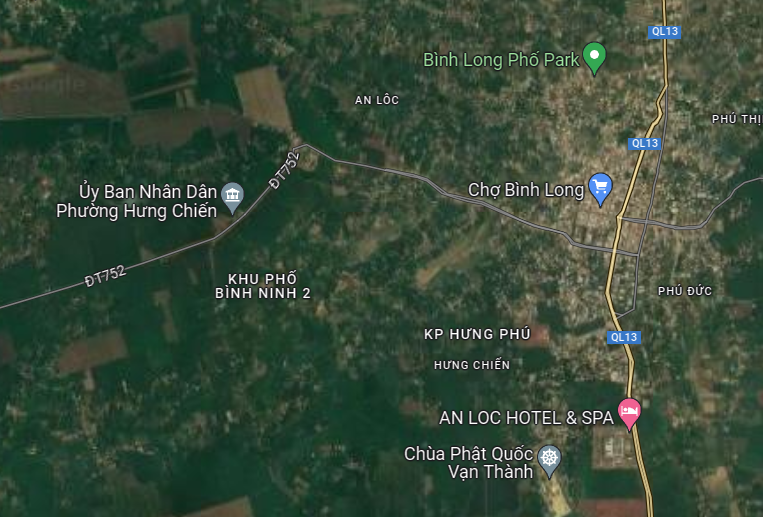 QL13
Bình Long Phố Park
AN LÔC
PHÚ THỊ
QL13
ĐT752
Ủy Ban Nhân Dân
Phường Hưng Chiến
Chợ Bình Long
ĐT752
KHU PHỐ
BÌNH NINH 2
PHÚ ĐỨC
KP HƯNG PHÚ
QL13
HƯNG CHIẾN
AN LOC HOTEL & SPA
Chùa Phật Quốc
Vạn Thành